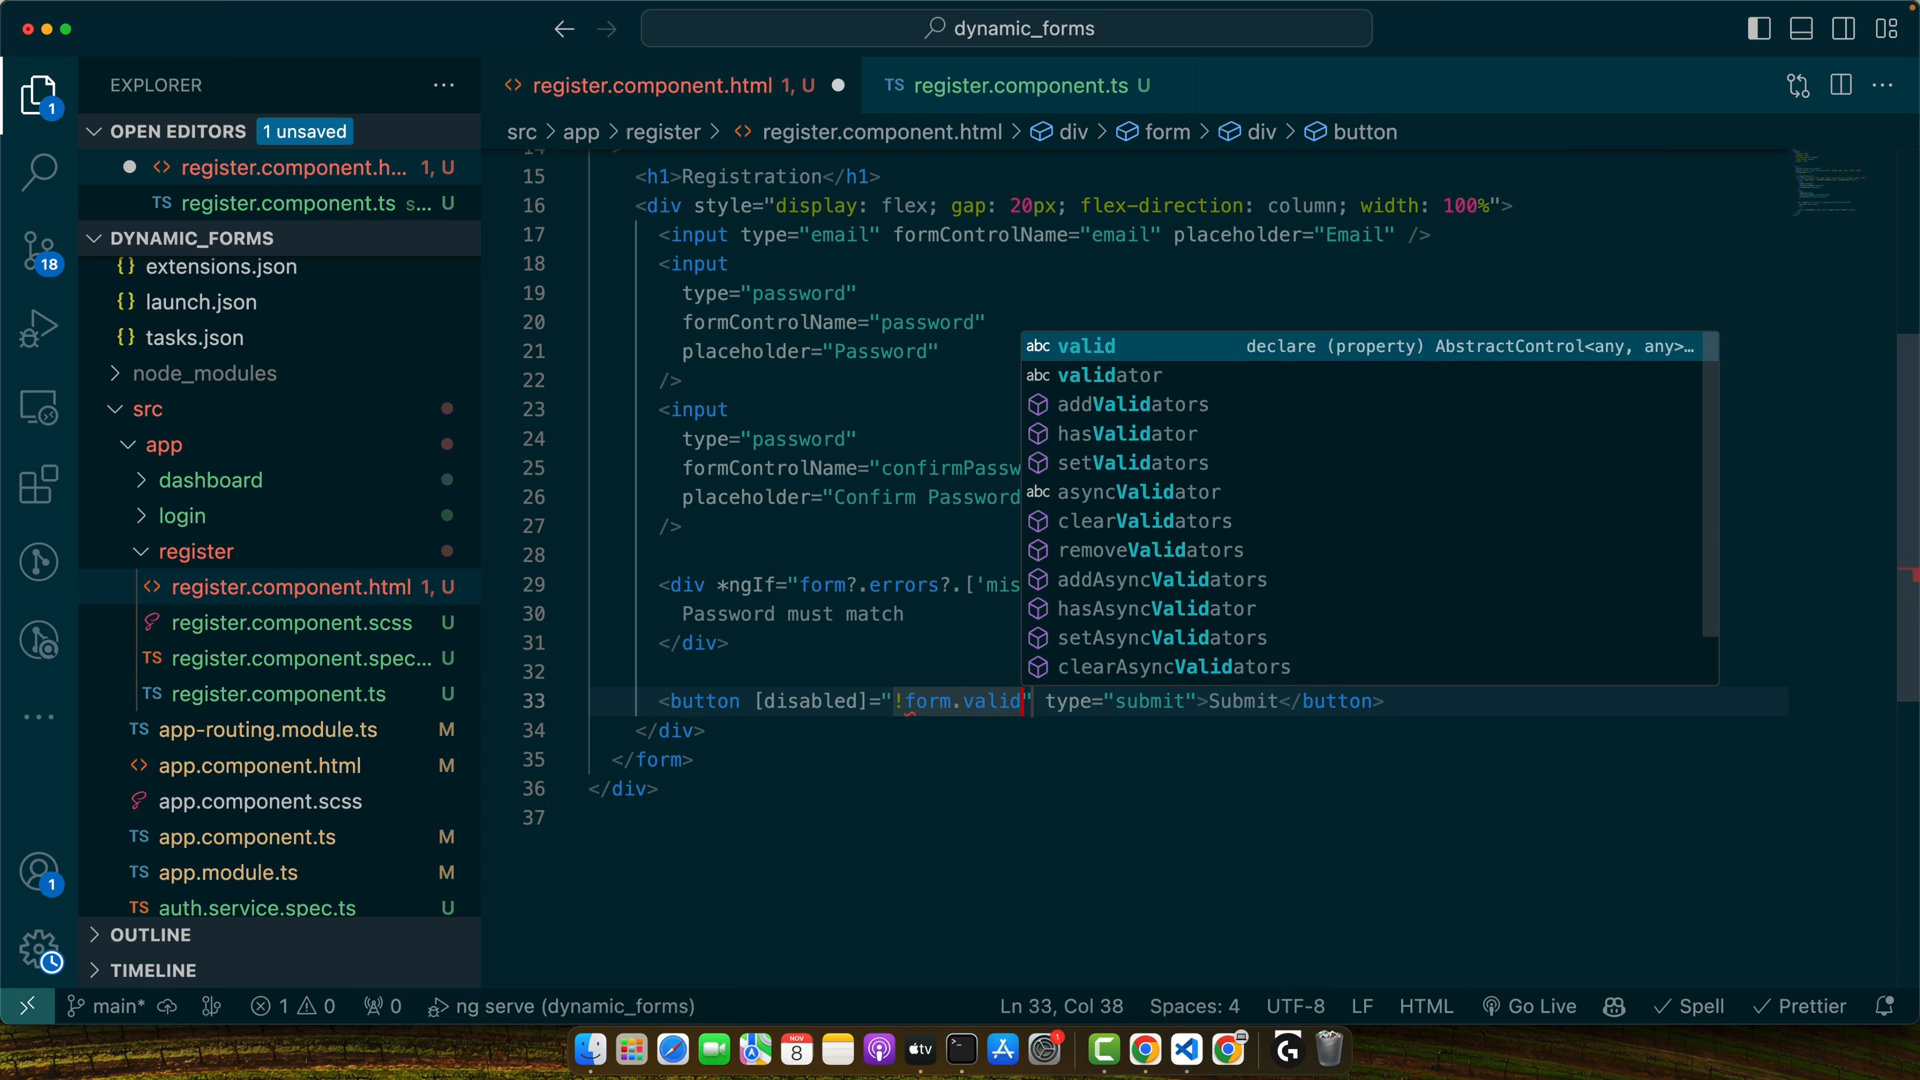 dynamic_forms
EXPLORER
OPEN EDITORS 1 unsaved
register.component.h... 1, U
TS register.component.ts s... U
DYNAMIC_FORMS
{} extensions.json
{} launch.json
{} tasks.json
node_modules
src
app
dashboard
login
register
<> register.component.html 1, U
register.component.scss U
TS register.component.spec... U
TS register.component.ts U
TS app-routing.module.ts M
<> app.component.html M
app.component.scss
TS app.component.ts M
TS app.module.ts M
TS auth.service.spec.ts U
OUTLINE
TIMELINE
1
18
1
<> register.component.html 1, U
TS register.component.ts U
src > app > register > <> register.component.html > div > form > div > button
15 <h1>Registration</h1>
16 <div style="display: flex; gap: 20px; flex-direction: column; width: 100%">
17 <input type="email" formControlName="email" placeholder="Email" />
18 <input
19 type="password"
20 formControlName="password"
21 placeholder="Password"
22 />
23 <input
24 type="password"
25 formControlName="confirmPassw
26 placeholder="Confirm Password
27 />
28
29 <div *ngIf="form?.errors?.['mis
30 Password must match
31 </div>
32
33 <button [disabled]="!form.valid" type="submit">Submit</button>
34 </div>
35 </form>
36 </div>
37
abc valid declare (property) AbstractControl<any, any>...
abc validator
addValidators
hasValidator
setValidators
abc asyncValidator
clearValidators
removeValidators
addAsyncValidators
hasAsyncValidator
setAsyncValidators
clearAsyncValidators
main* 1 0 0 ng serve (dynamic_forms) Ln 33, Col 38 Spaces: 4 UTF-8 LF HTML Go Live Spell Prettier
NOV
8
tv
1